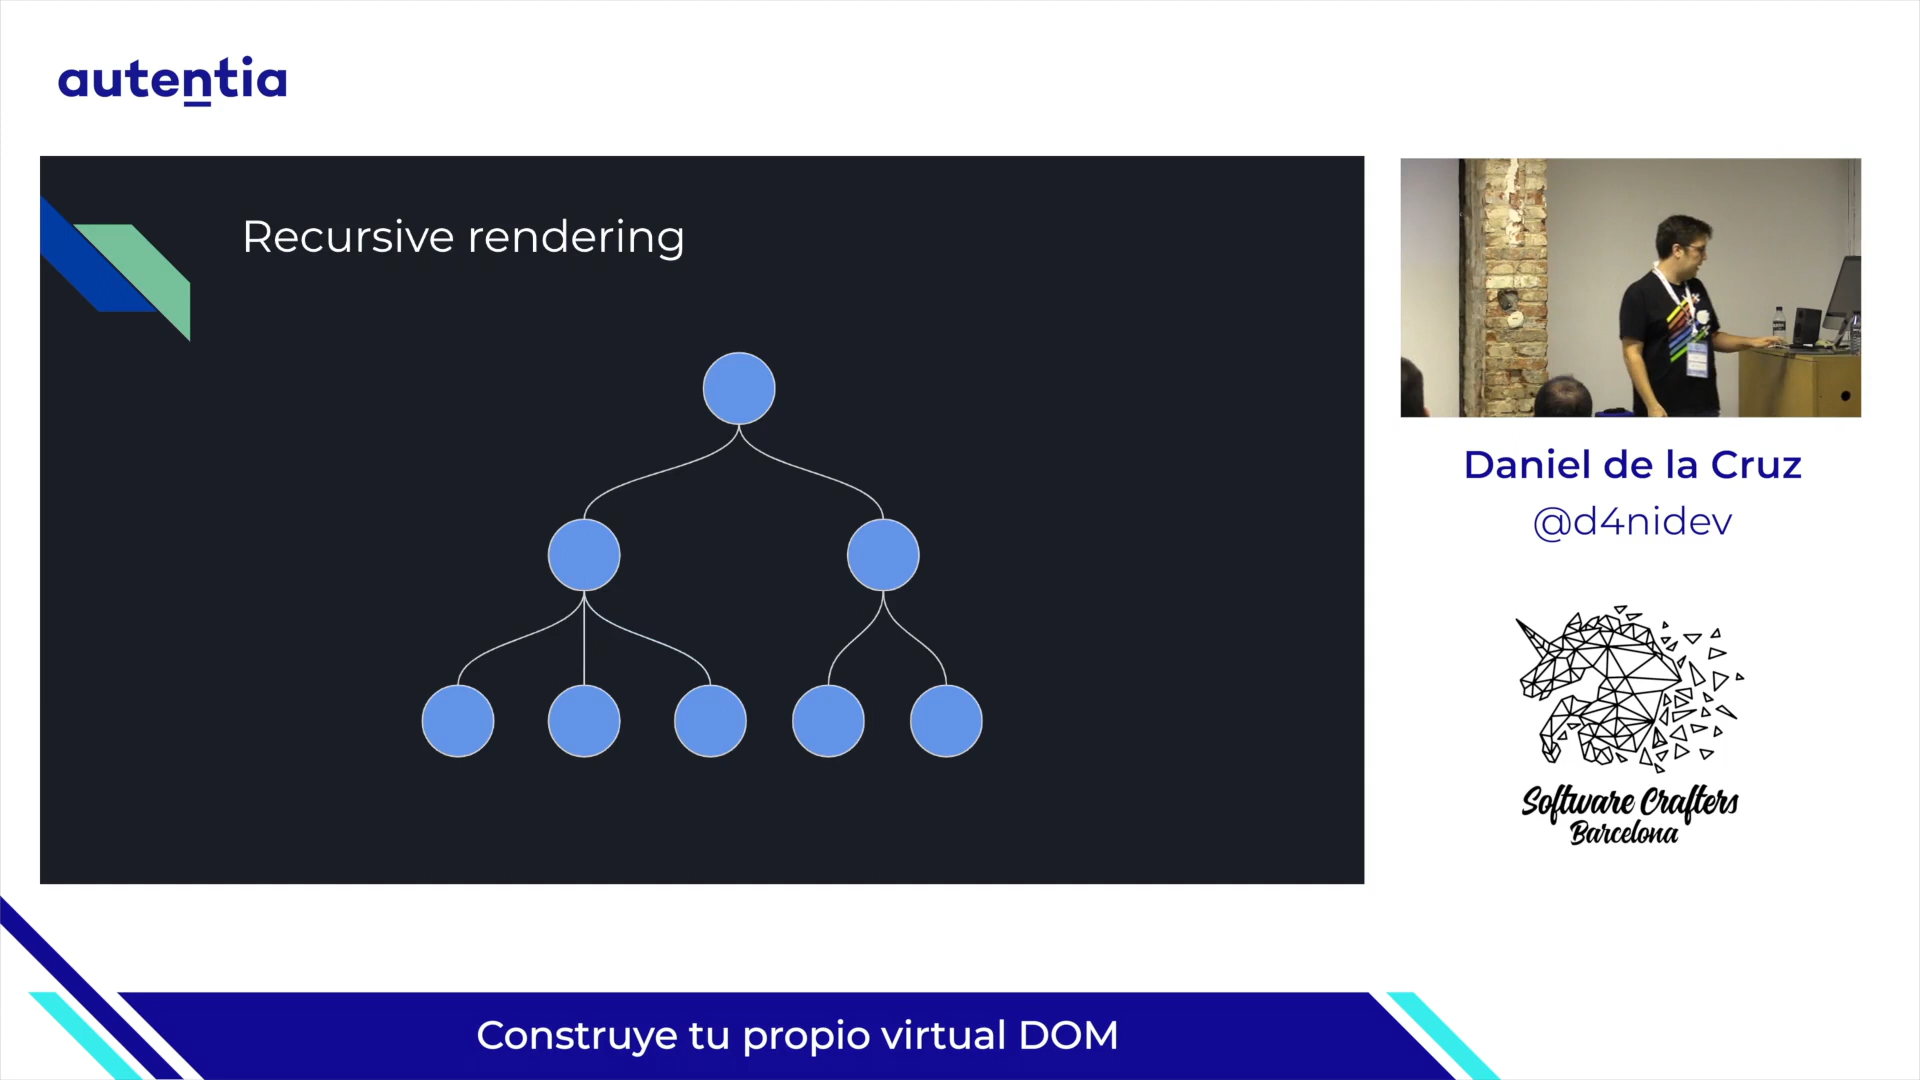 autentia
Recursive rendering
Daniel de la Cruz
@d4nidev
Software Crafters
Barcelona
Construye tu propio virtual DOM